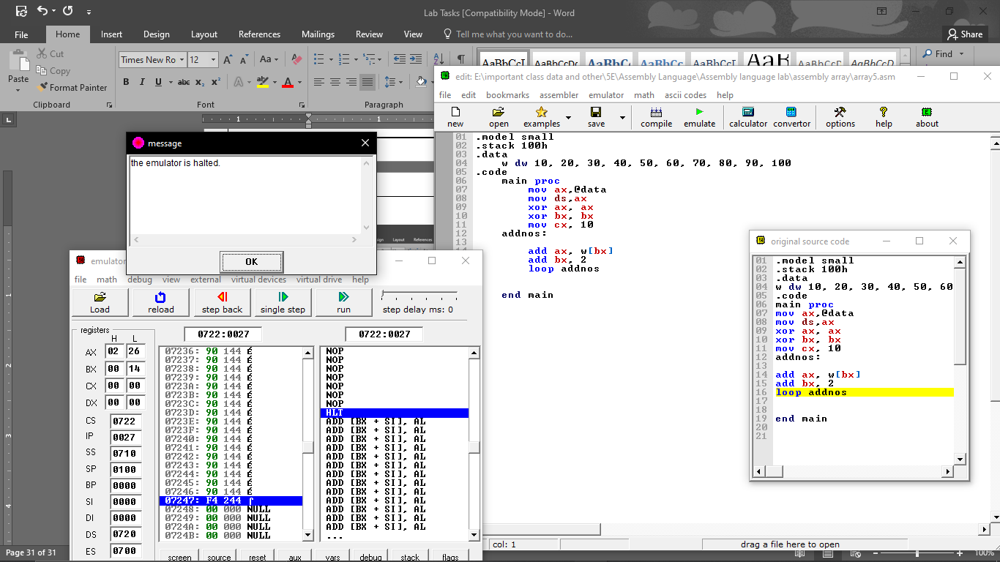 Lab Tasks [Compatibility Mode] - Word
File Home Insert Design Layout References Mailings Review View Tell me what you want to do... Share
Paste
Cut
Copy
Format Painter
Clipboard
Times New Ro 12 Aa
B I U abc x₂ x² A ab A
Font
Paragraph
AaBbCcI AaBbCcDc AaBbC AaBbCc AaBbCcI AaB AaBbCcI AaBbCcD
Find
edit: E:\important class data and other\5E\Assembly Language\Assembly language lab\assembly array\array5.asm
file edit bookmarks assembler emulator math ascii codes help
new open examples save compile emulate calculator convertor options help about
01 .model small
02 .stack 100h
03 .data
04 w dw 10, 20, 30, 40, 50, 60, 70, 80, 90, 100
05 .code
06 main proc
07 mov ax,@data
08 mov ds,ax
09 xor ax, ax
10 xor bx, bx
11 mov cx, 10
12 addnos:
13
14 add ax, w[bx]
add bx, 2
loop addnos
end main
col: 1
drag a file here to open
message
the emulator is halted.
OK
emulator
file math debug view external virtual devices virtual drive help
Load reload step back single step run step delay ms: 0
registers
H L
AX 02 26
BX 00 14
CX 00 00
DX 00 00
CS 0722
IP 0027
SS 0710
SP 0100
BP 0000
SI 0000
DI 0000
DS 0720
ES 0700
0722:0027
07236: 90 144 É
07237: 90 144 É
07238: 90 144 É
07239: 90 144 É
0723A: 90 144 É
0723B: 90 144 É
0723C: 90 144 É
0723D: 90 144 É
0723E: 90 144 É
0723F: 90 144 É
07240: 90 144 É
07241: 90 144 É
07242: 90 144 É
07243: 90 144 É
07244: 90 144 É
07245: 90 144 É
07246: 90 144 É
07247: F4 244 ⌠
07248: 00 000 NULL
07249: 00 000 NULL
0724A: 00 000 NULL
0724B: 00 000 NULL
0722:0027
NOP
NOP
NOP
NOP
NOP
NOP
NOP
HLT
ADD [BX + SI], AL
ADD [BX + SI], AL
ADD [BX + SI], AL
ADD [BX + SI], AL
ADD [BX + SI], AL
ADD [BX + SI], AL
ADD [BX + SI], AL
ADD [BX + SI], AL
ADD [BX + SI], AL
ADD [BX + SI], AL
ADD [BX + SI], AL
ADD [BX + SI], AL
ADD [BX + SI], AL
...
screen source reset aux vars debug stack flags
original source code
01 .model small
02 .stack 100h
03 .data
04 w dw 10, 20, 30, 40, 50, 60
05 .code
06 main proc
07 mov ax,@data
08 mov ds,ax
09 xor ax, ax
10 xor bx, bx
11 mov cx, 10
12 addnos:
13
14 add ax, w[bx]
15 add bx, 2
16 loop addnos
17
18
19 end main
20
21
Page 31 of 31
100%